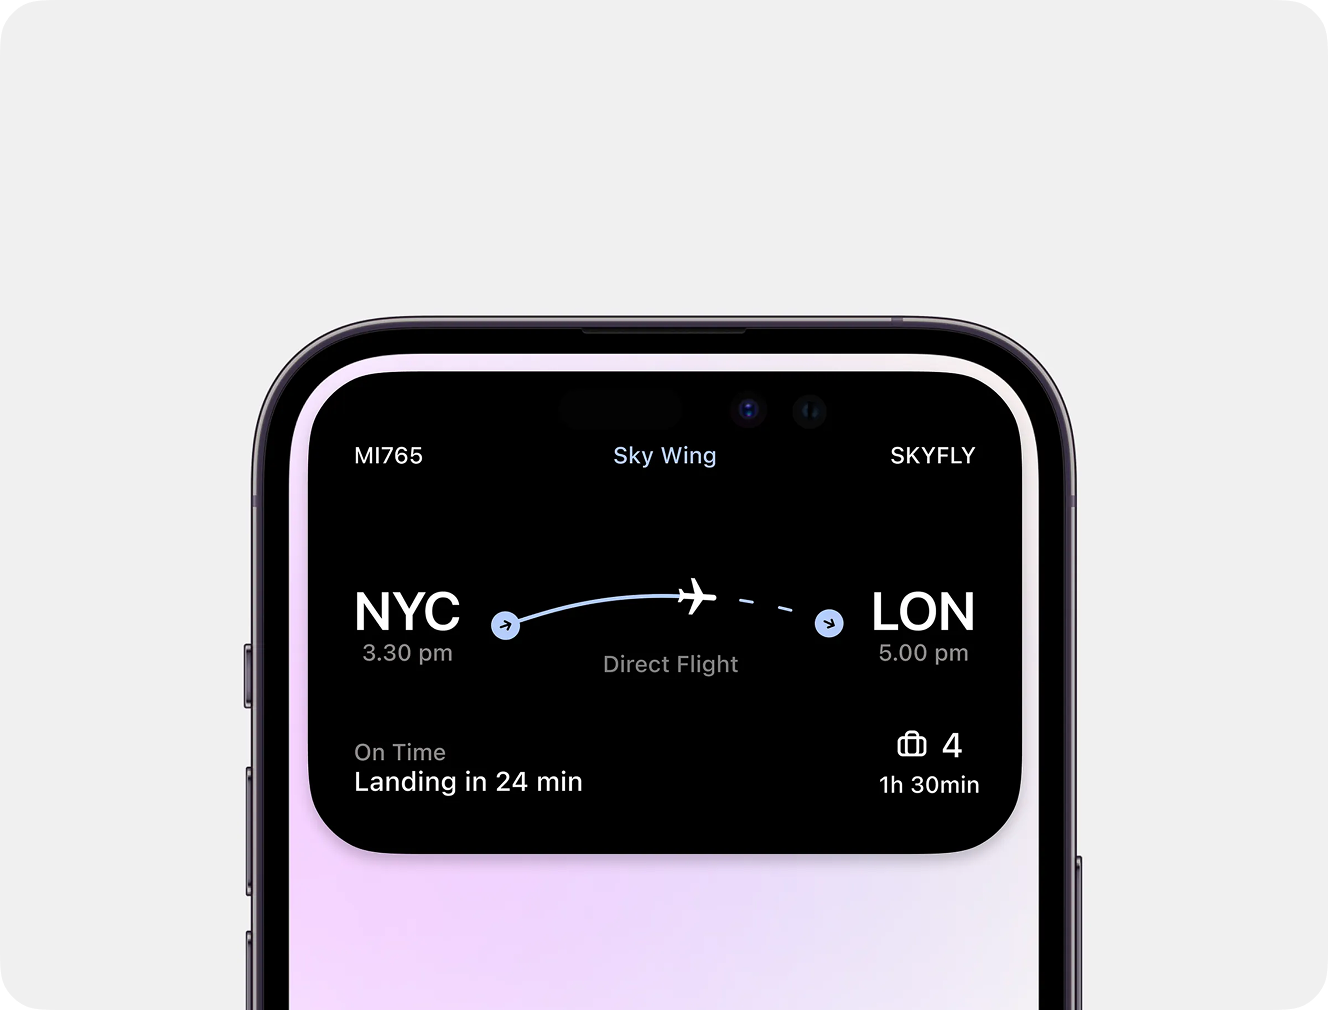 MI765 Sky Wing SKYFLY
NYC LON
3.30 pm 5.00 pm
Direct Flight
On Time
Landing in 24 min
4
1h 30min